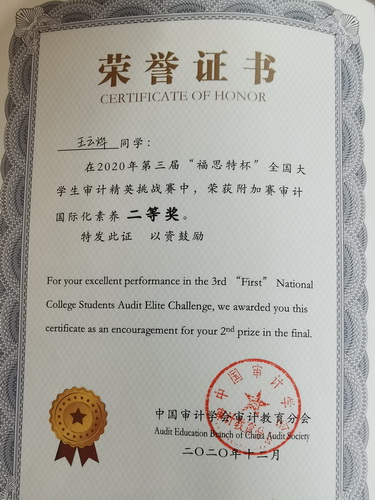 荣誉证书
CERTIFICATE OF HONOR
同学：
在2020年第三届“福思特杯”全国大
学生审计精英挑战赛中，荣获附加赛审计
国际化素养 二等奖。
特发此证 以资鼓励
For your excellent performance in the 3rd “First” National
College Students Audit Elite Challenge, we awarded you this
certificate as an encouragement for your 2nd prize in the final.
中国审计学会审计教育分会
Audit Education Branch of China Audit Society
二〇二〇年十二月